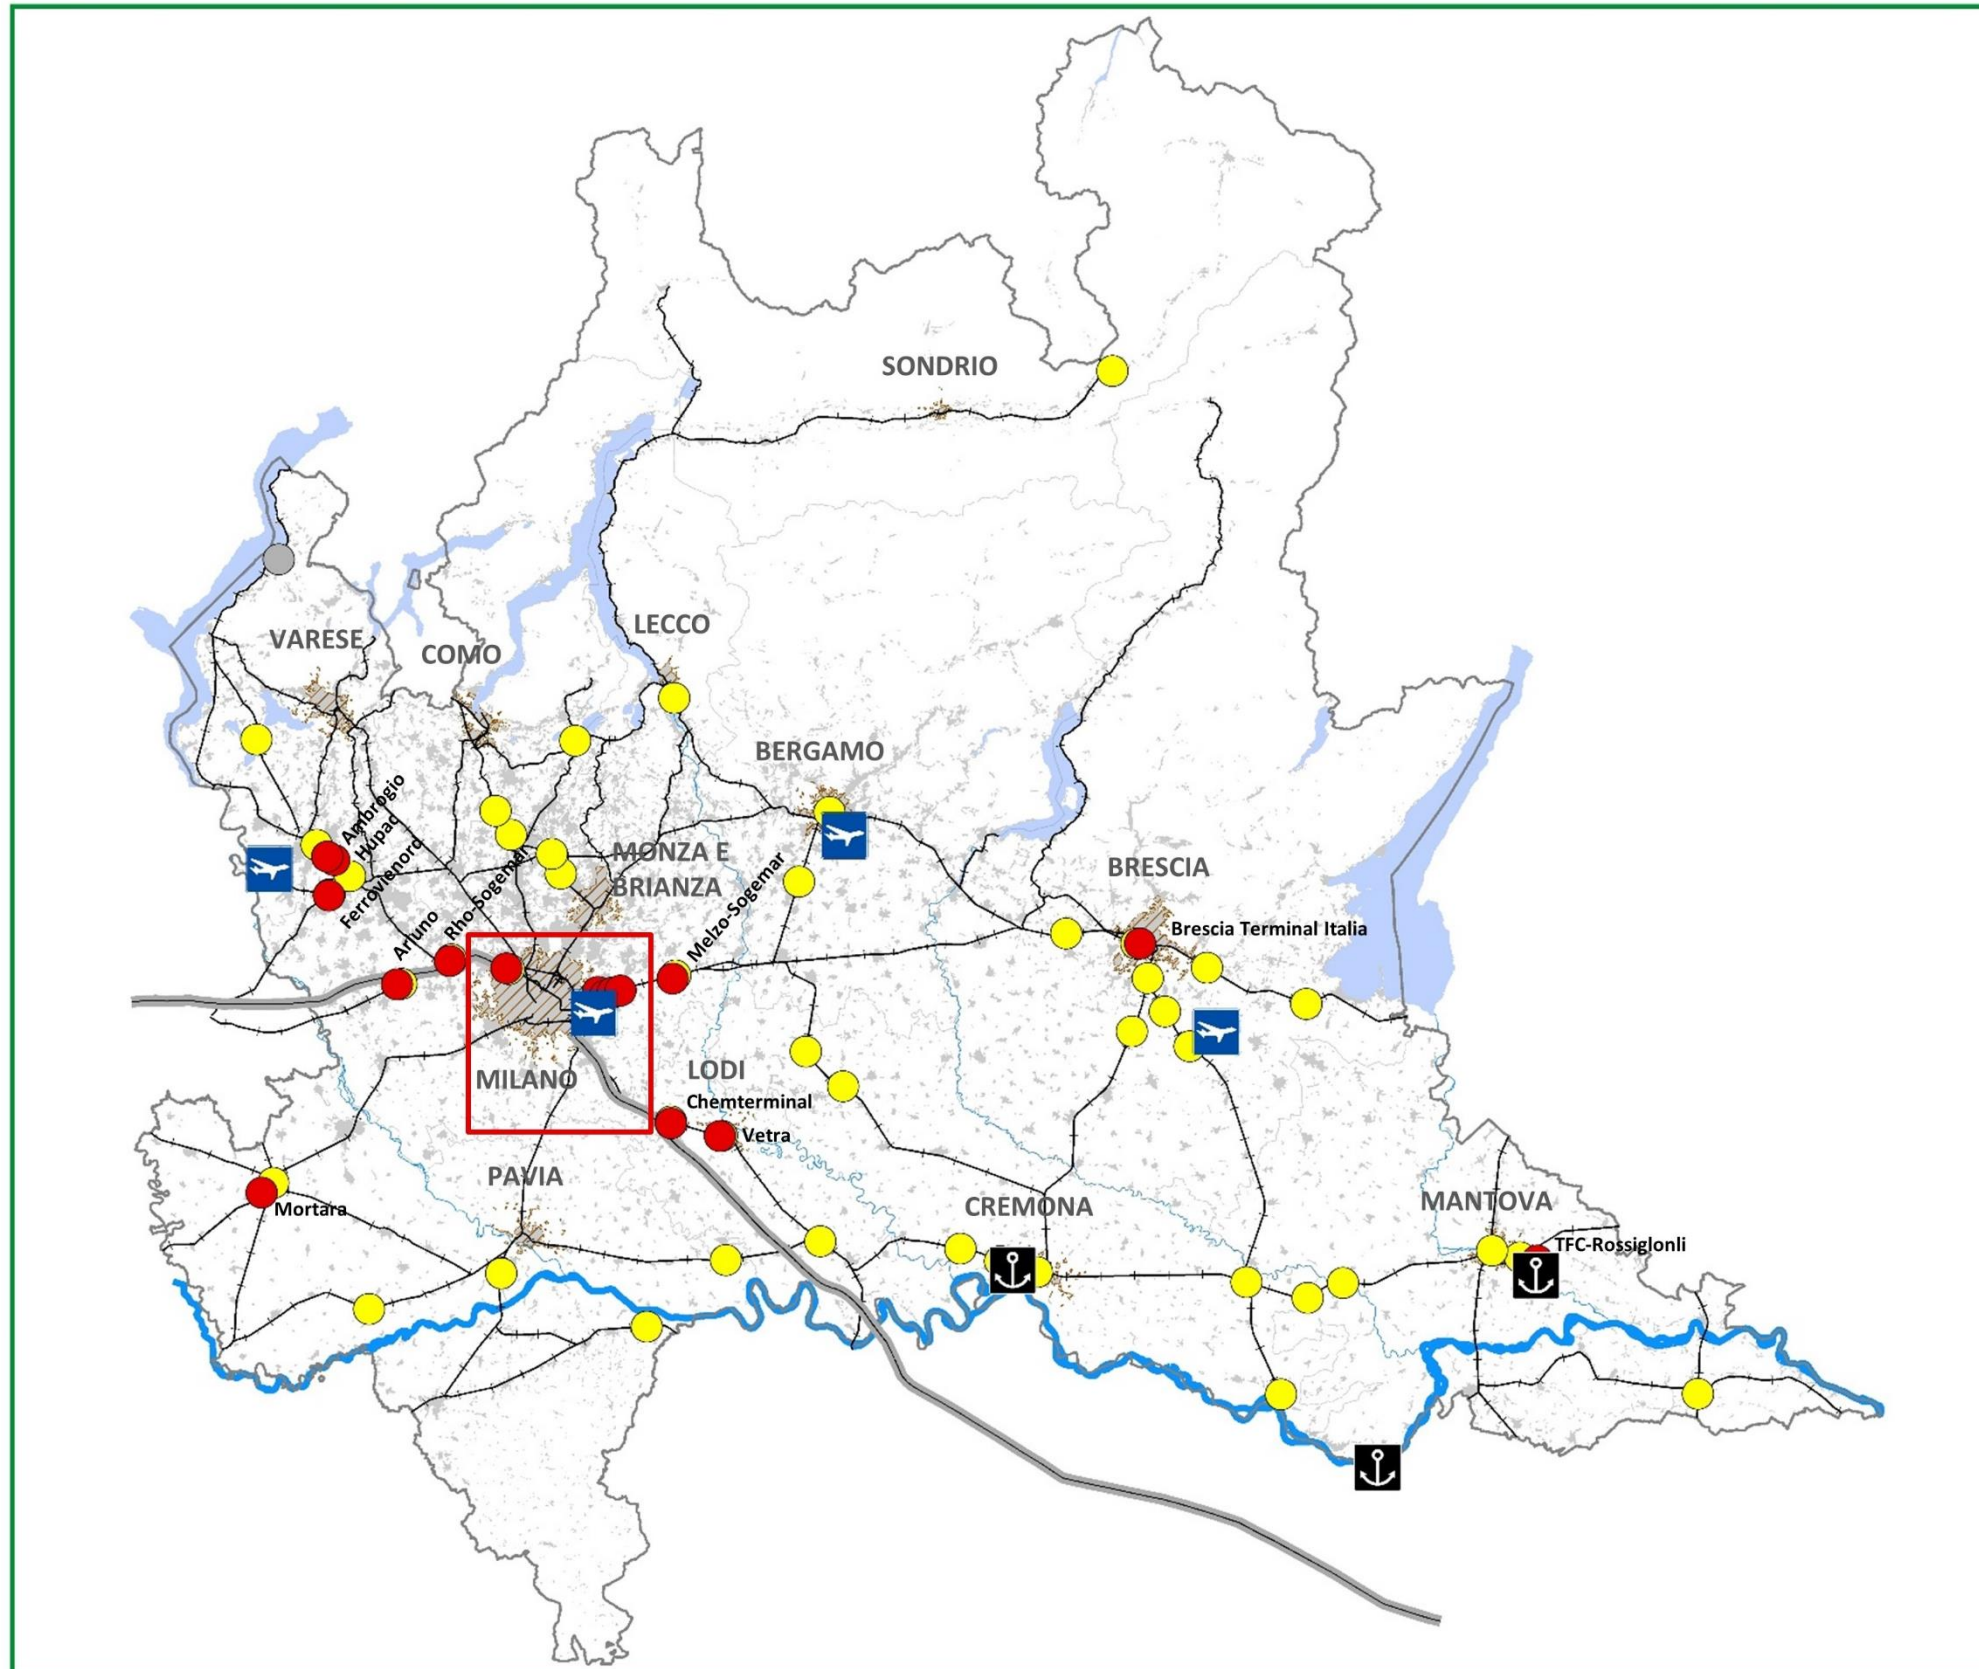 SONDRIO
LECCO
VARESE
COMO
BERGAMO
Ambrogio
Hupac
Ferrovienord
MONZA E
BRIANZA
BRESCIA
Arluno
Rho-Sogemar
Melzo-Sogemar
Brescia Terminal Italia
MILANO
LODI
Chemterminal
Vetra
PAVIA
Mortara
CREMONA
MANTOVA
TFC-Rossiglonli